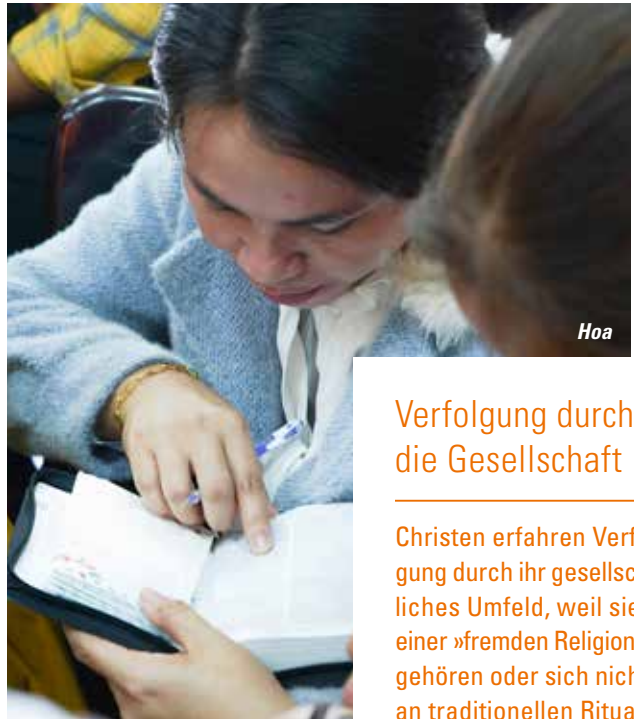 Hoa
Verfolgung durch
die Gesellschaft
Christen erfahren Verf
gung durch ihr gesellsc
liches Umfeld, weil sie
einer »fremden Religion
gehören oder sich nich
an traditionellen Ritua